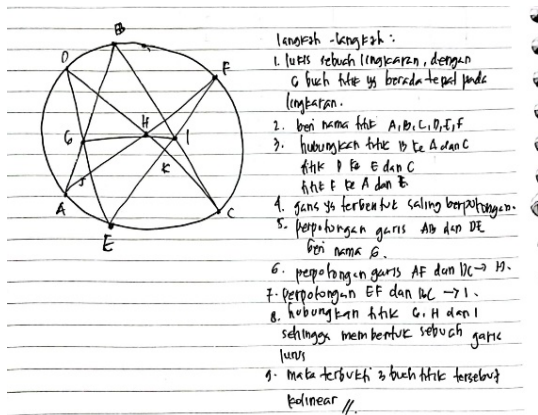 B
D
F
H
G
I
K
J
A
C
E
langkah - langkah :
1. lukis sebuah lingkaran, dengan
6 buah titik yg berada tepat pada
lingkaran.
2. beri nama titik A, B, C, D, E, F
3. hubungkan titik B ke A dan C
titik D ke E dan C
titik F ke A dan E
4. garis yg terbentuk saling berpotongan.
5. perpotongan garis AB dan DE
beri nama G.
6. perpotongan garis AF dan DC → H.
7. perpotongan EF dan BC → I.
8. hubungkan titik G, H dan I
sehingga membentuk sebuah garis
lurus
9. maka terbukti 3 buah titik tersebut
kolinear //